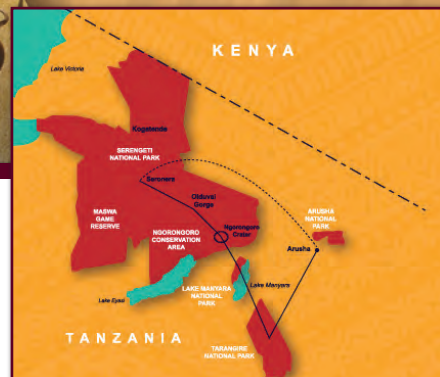 KENYA
Lake Victoria
Kogatende
SERENGETI
NATIONAL PARK
Seronera
Olduvai
Gorge
MASWA
GAME
RESERVE
NGORONGORO
CONSERVATION
AREA
Ngorongoro
Crater
ARUSHA
NATIONAL
PARK
Arusha
Lake Eyasi
LAKE MANYARA
NATIONAL
PARK
Lake Manyara
TANZANIA
TARANGIRE
NATIONAL PARK